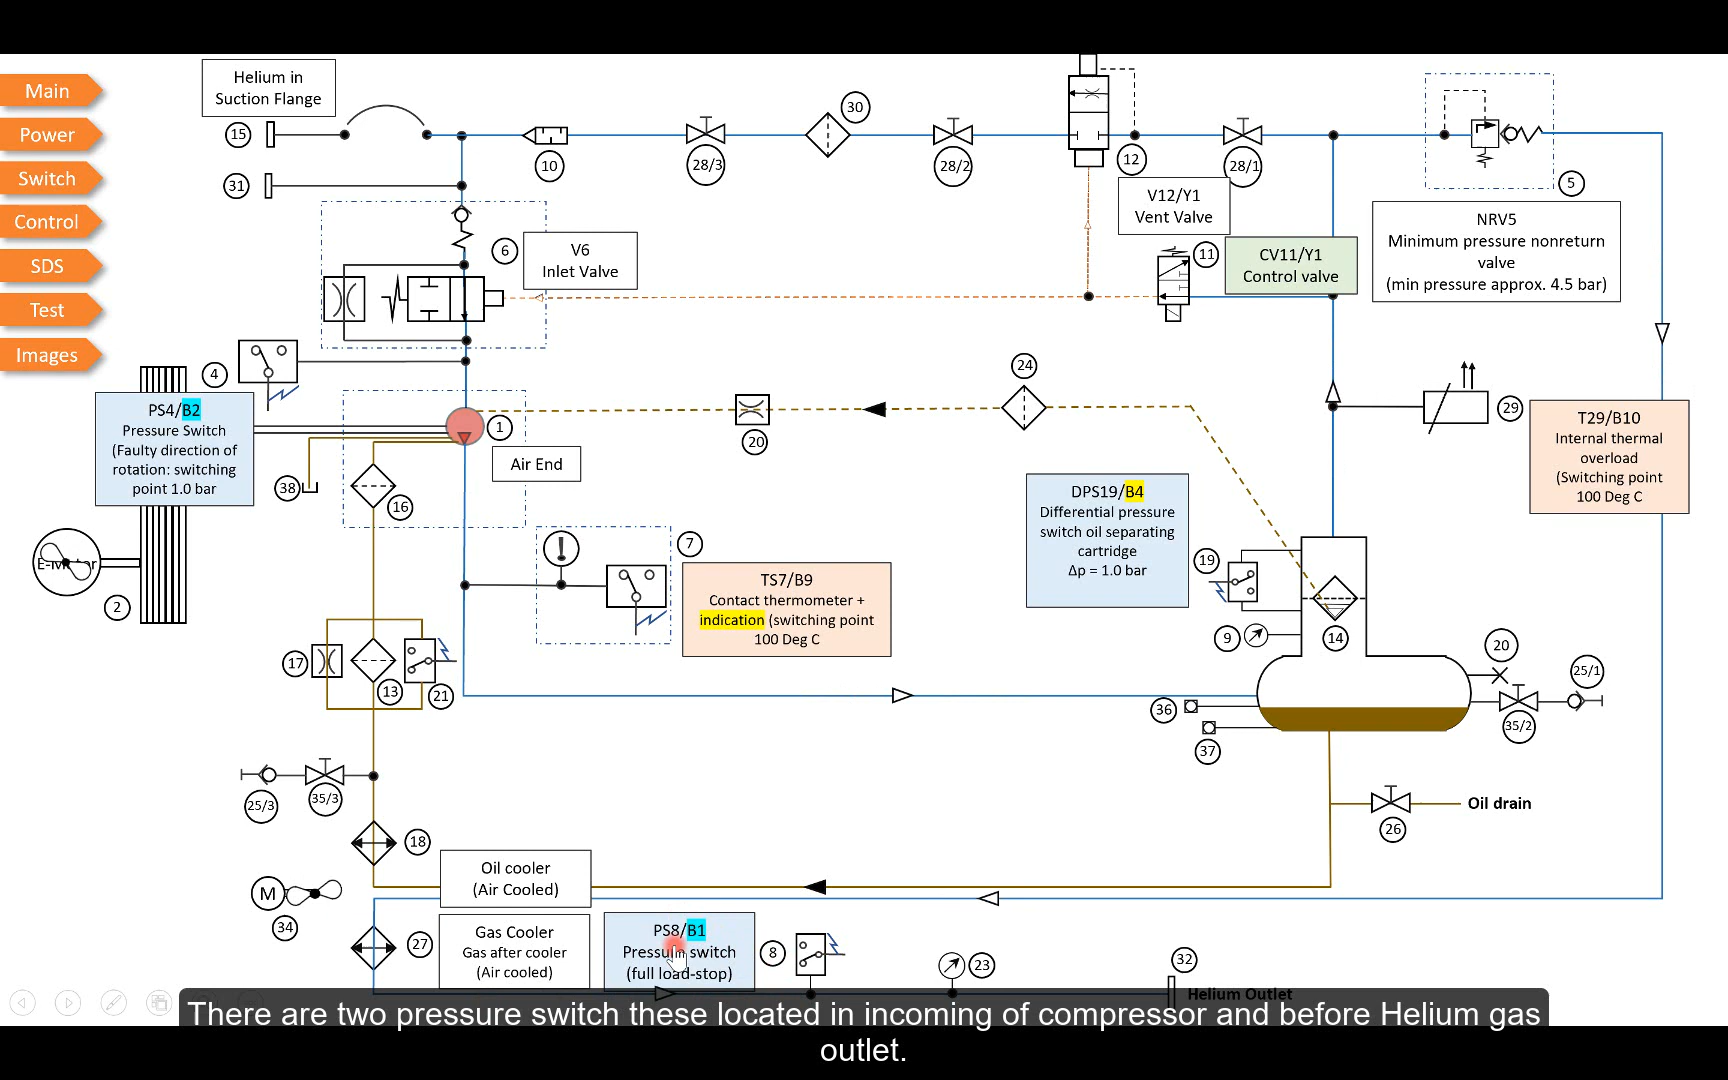 Main
Power
Switch
Control
SDS
Test
Images
Helium in
Suction Flange
15
31
10
28/3
30
28/2
12
28/1
5
V12/Y1
Vent Valve
NRV5
Minimum pressure nonreturn
valve
(min pressure approx. 4.5 bar)
6
V6
Inlet Valve
11
CV11/Y1
Control valve
4
PS4/B2
Pressure Switch
(Faulty direction of
rotation: switching
point 1.0 bar
1
Air End
20
24
29
T29/B10
Internal thermal
overload
(Switching point
100 Deg C
38
16
DPS19/B4
Differential pressure
switch oil separating
cartridge
Δp = 1.0 bar
7
TS7/B9
Contact thermometer +
indication (switching point
100 Deg C
2
19
9
14
20
25/1
35/2
17
13
21
36
37
25/3
35/3
Oil drain
26
18
Oil cooler
(Air Cooled)
M
34
27
Gas Cooler
Gas after cooler
(Air cooled)
PS8/B1
switch
(full load-stop)
8
23
32
Helium Outlet
There are two pressure switch these located in incoming of compressor and before Helium gas
outlet.